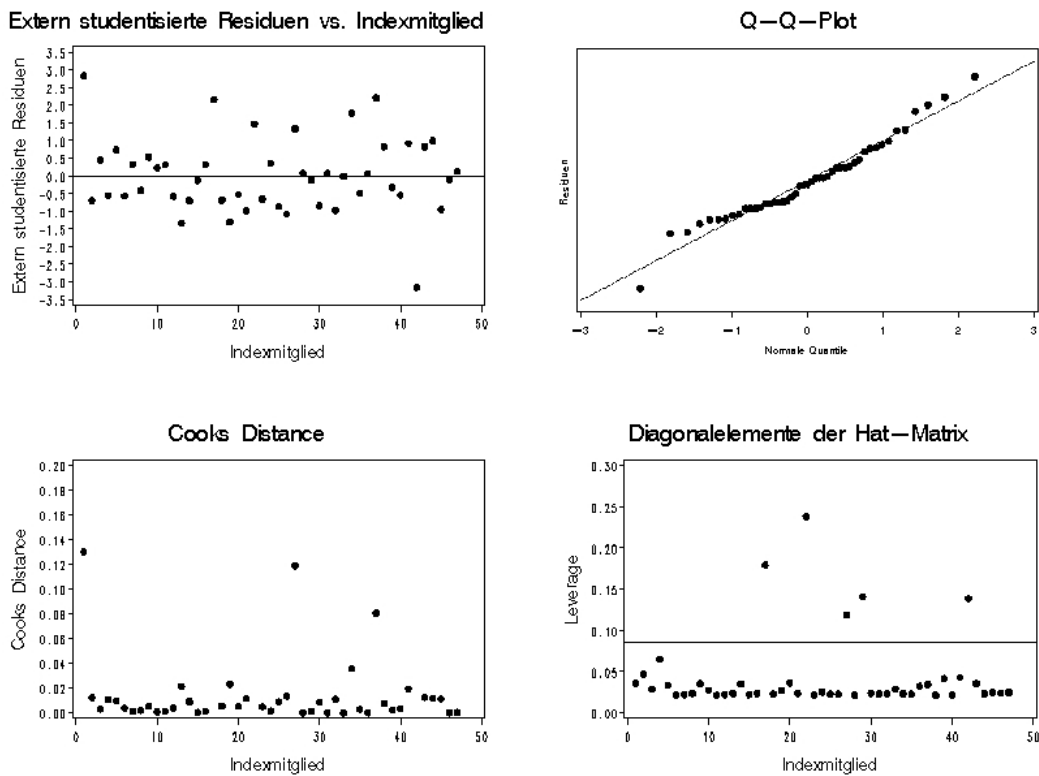 Extern studentisierte Residuen vs. Indexmitglied
Extern studentisierte Residuen
3.5
3.0
2.5
2.0
1.5
1.0
0.5
0.0
-0.5
-1.0
-1.5
-2.0
-2.5
-3.0
-3.5
0 10 20 30 40 50
Indexmitglied
Q–Q–Plot
Residuen
-3 -2 -1 0 1 2 3
Normale Quantile
Cooks Distance
Cooks Distance
0.20
0.18
0.16
0.14
0.12
0.10
0.08
0.06
0.04
0.02
0.00
0 10 20 30 40 50
Indexmitglied
Diagonalelemente der Hat–Matrix
Leverage
0.30
0.25
0.20
0.15
0.10
0.05
0.00
0 10 20 30 40 50
Indexmitglied